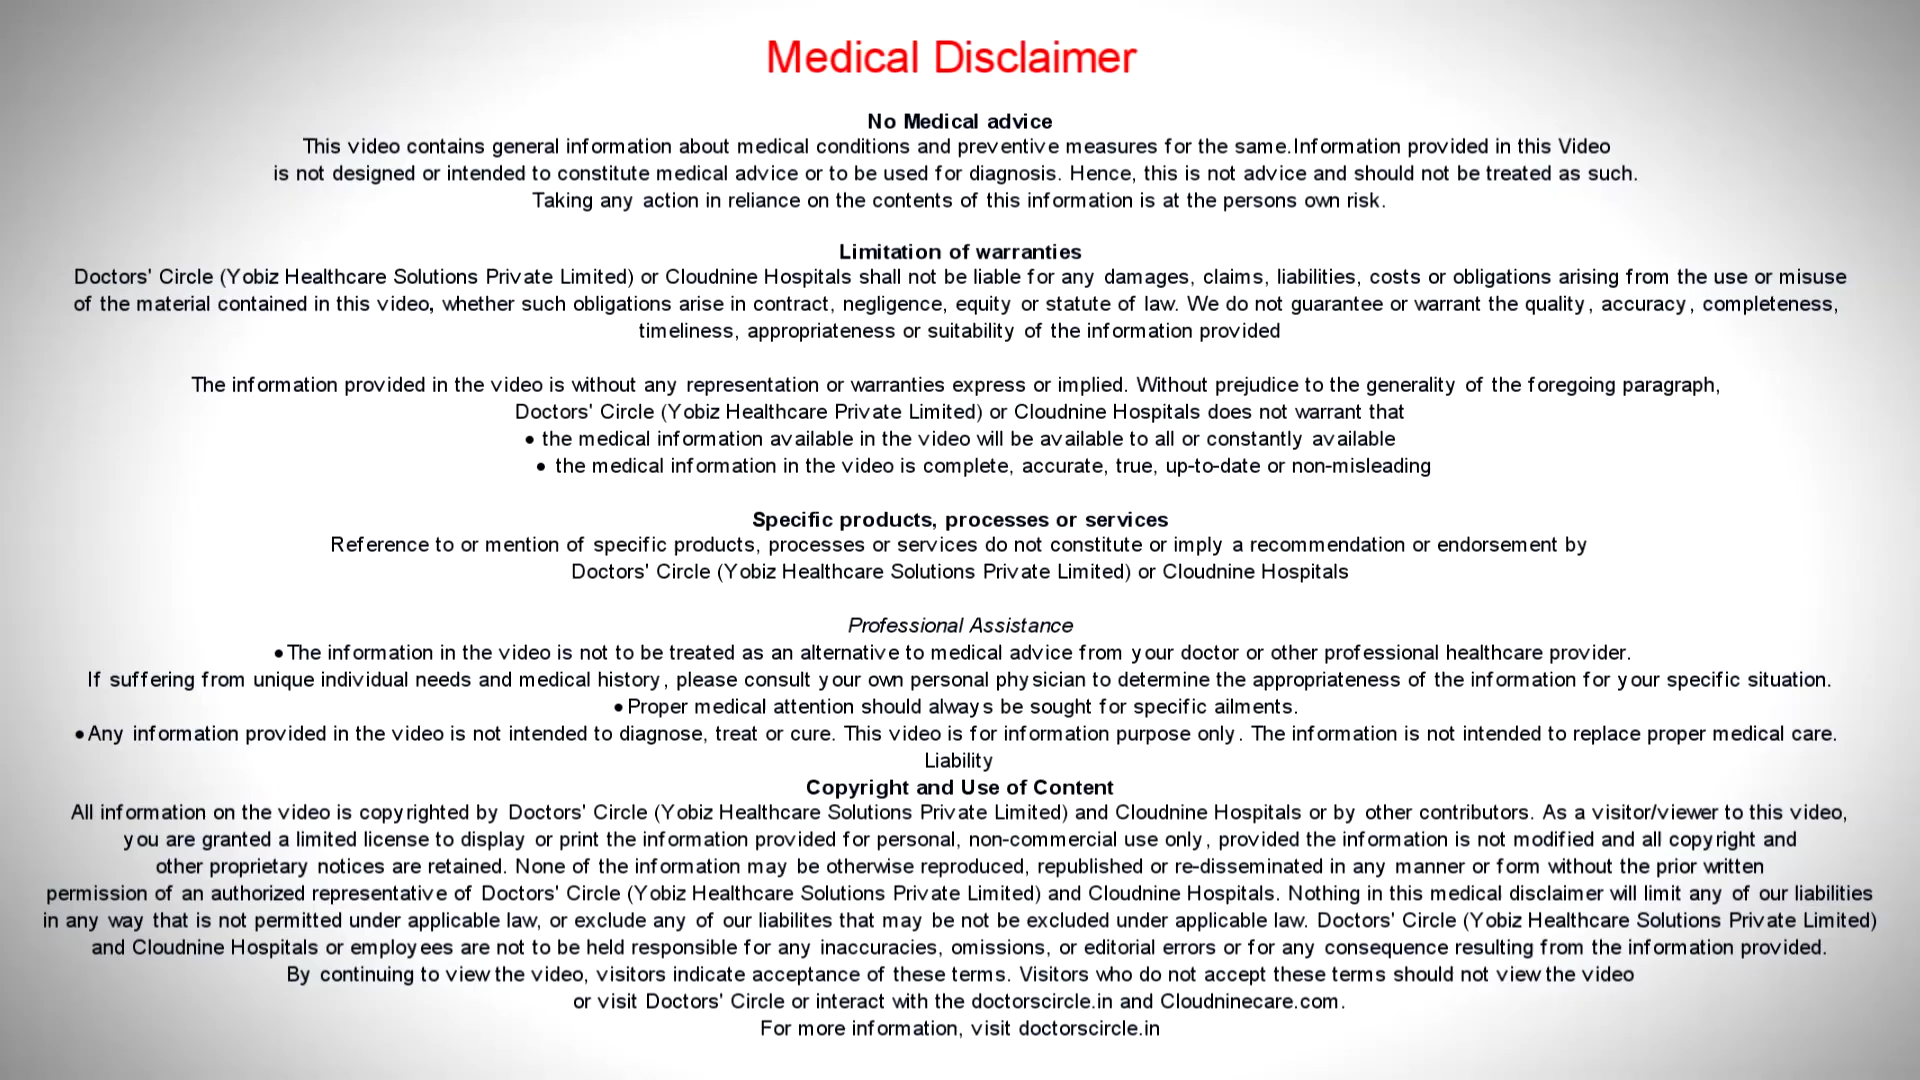 Medical Disclaimer
No Medical advice
This video contains general information about medical conditions and preventive measures for the same.Information provided in this Video
is not designed or intended to constitute medical advice or to be used for diagnosis. Hence, this is not advice and should not be treated as such.
Taking any action in reliance on the contents of this information is at the persons own risk.
Limitation of warranties
Doctors' Circle (Yobiz Healthcare Solutions Private Limited) or Cloudnine Hospitals shall not be liable for any damages, claims, liabilities, costs or obligations arising from the use or misuse
of the material contained in this video, whether such obligations arise in contract, negligence, equity or statute of law. We do not guarantee or warrant the quality, accuracy, completeness,
timeliness, appropriateness or suitability of the information provided
The information provided in the video is without any representation or warranties express or implied. Without prejudice to the generality of the foregoing paragraph,
Doctors' Circle (Yobiz Healthcare Private Limited) or Cloudnine Hospitals does not warrant that
• the medical information available in the video will be available to all or constantly available
• the medical information in the video is complete, accurate, true, up-to-date or non-misleading
Specific products, processes or services
Reference to or mention of specific products, processes or services do not constitute or imply a recommendation or endorsement by
Doctors' Circle (Yobiz Healthcare Solutions Private Limited) or Cloudnine Hospitals
Professional Assistance
•The information in the video is not to be treated as an alternative to medical advice from your doctor or other professional healthcare provider.
If suffering from unique individual needs and medical history, please consult your own personal physician to determine the appropriateness of the information for your specific situation.
•Proper medical attention should always be sought for specific ailments.
•Any information provided in the video is not intended to diagnose, treat or cure. This video is for information purpose only. The information is not intended to replace proper medical care.
Liability
Copyright and Use of Content
All information on the video is copyrighted by Doctors' Circle (Yobiz Healthcare Solutions Private Limited) and Cloudnine Hospitals or by other contributors. As a visitor/viewer to this video,
you are granted a limited license to display or print the information provided for personal, non-commercial use only, provided the information is not modified and all copyright and
other proprietary notices are retained. None of the information may be otherwise reproduced, republished or re-disseminated in any manner or form without the prior written
permission of an authorized representative of Doctors' Circle (Yobiz Healthcare Solutions Private Limited) and Cloudnine Hospitals. Nothing in this medical disclaimer will limit any of our liabilities
in any way that is not permitted under applicable law, or exclude any of our liabilites that may be not be excluded under applicable law. Doctors' Circle (Yobiz Healthcare Solutions Private Limited)
and Cloudnine Hospitals or employees are not to be held responsible for any inaccuracies, omissions, or editorial errors or for any consequence resulting from the information provided.
By continuing to view the video, visitors indicate acceptance of these terms. Visitors who do not accept these terms should not view the video
or visit Doctors' Circle or interact with the doctorscircle.in and Cloudninecare.com.
For more information, visit doctorscircle.in